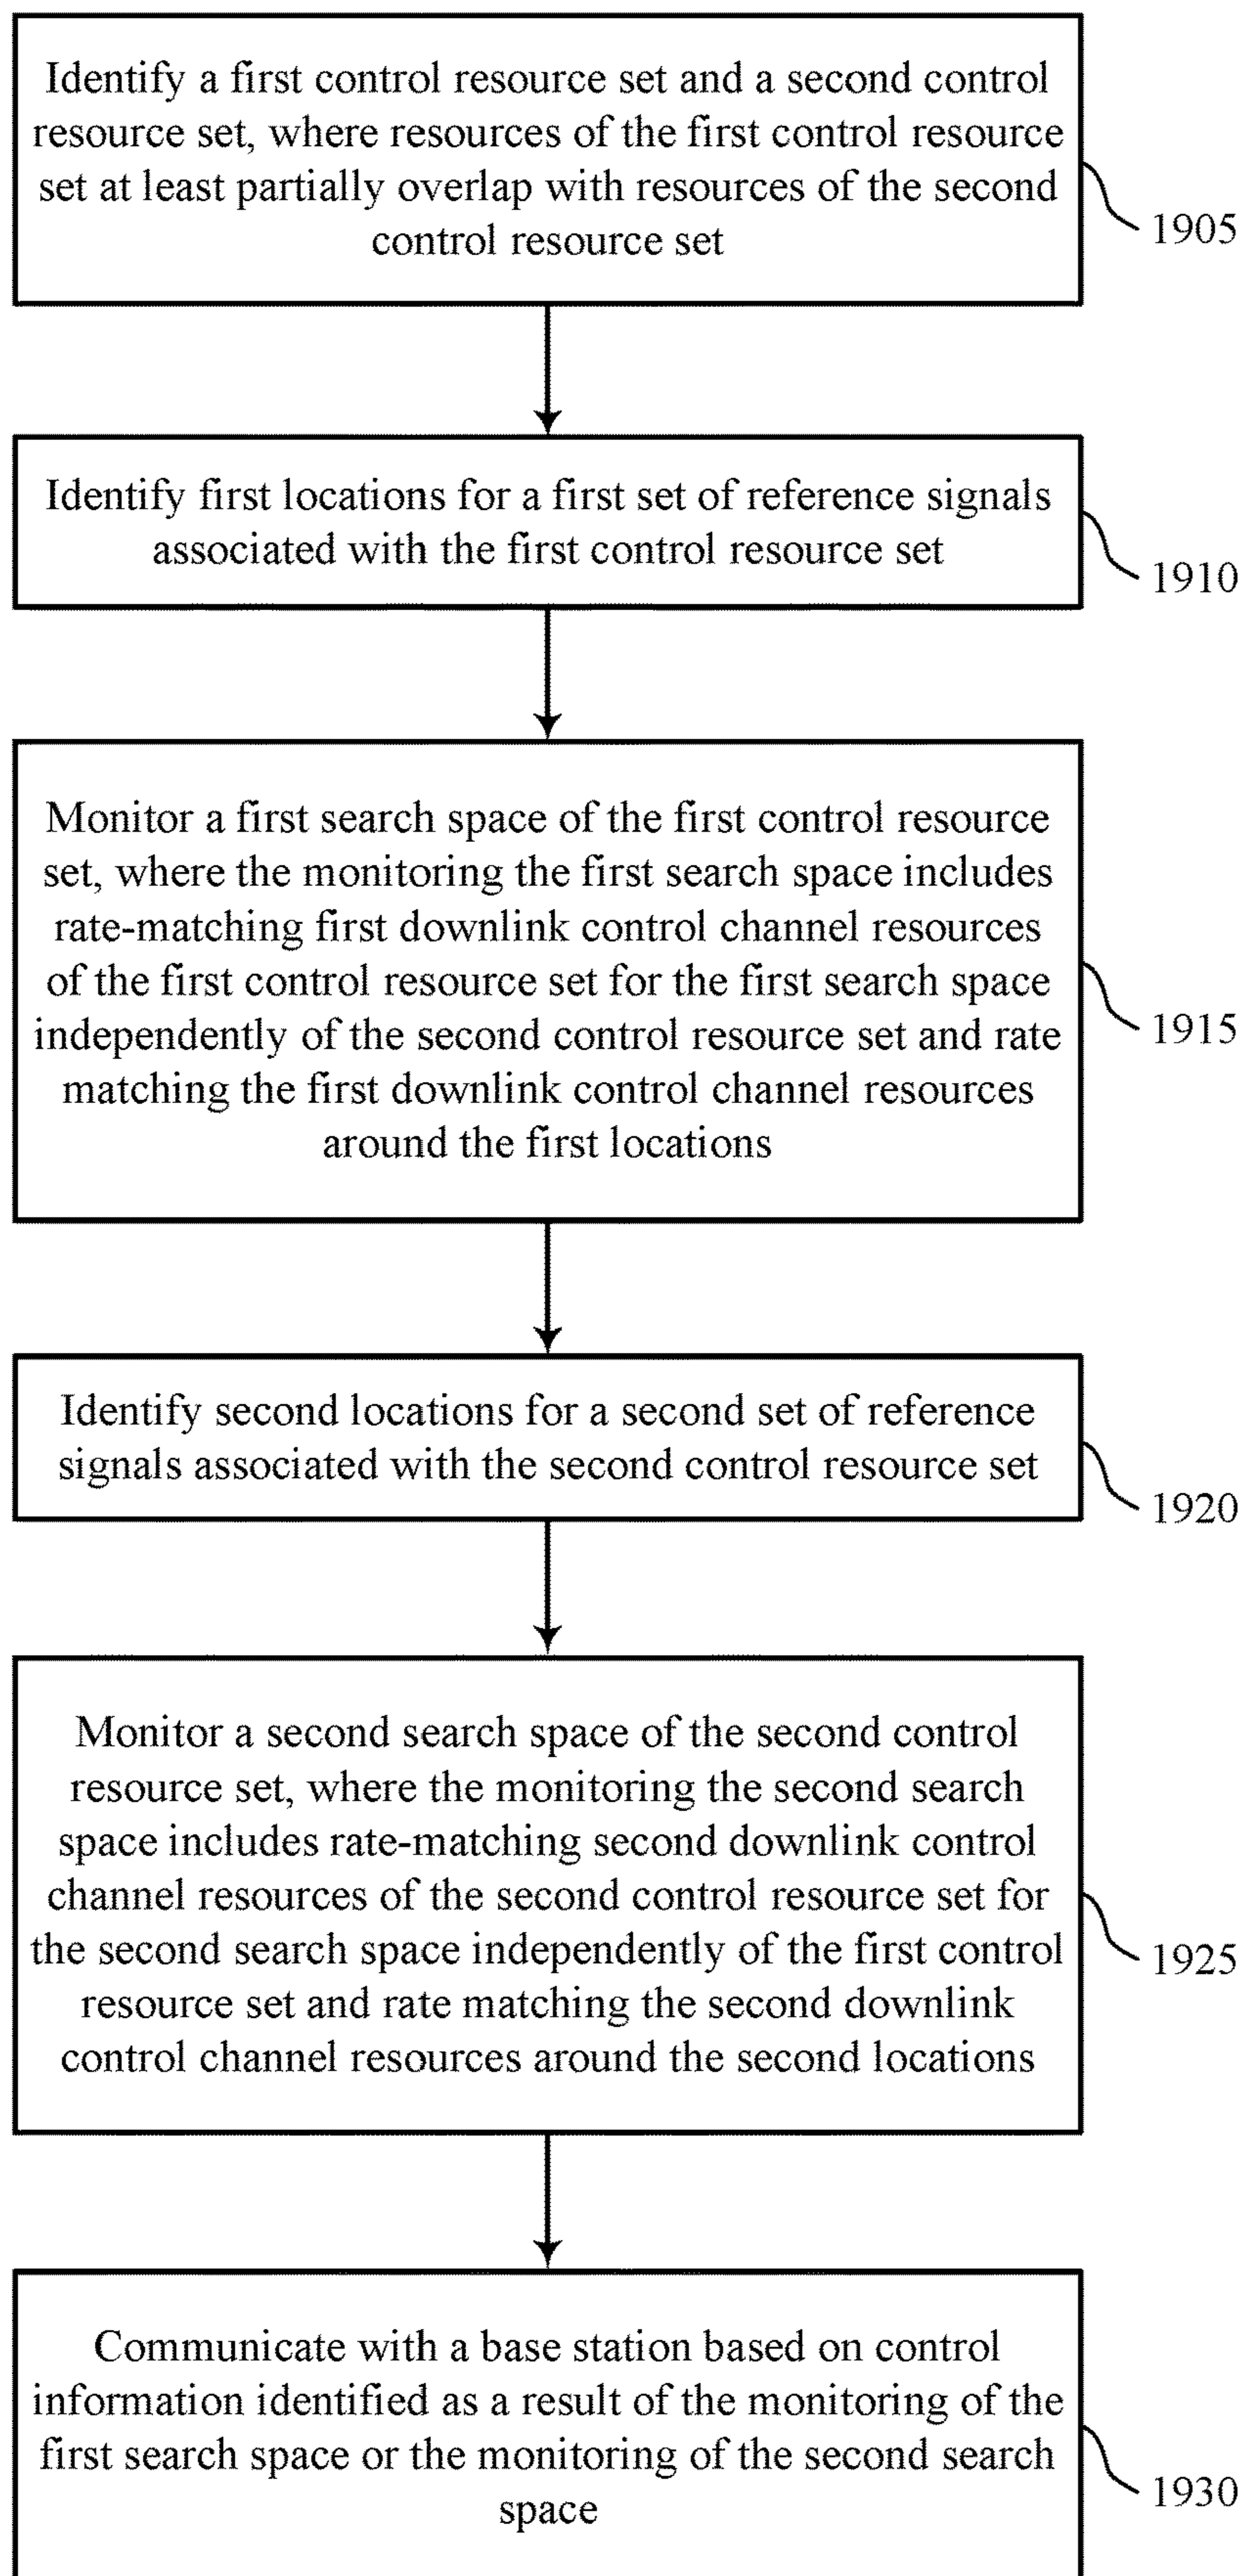 Identify a first control resource set and a second control
resource set, where resources of the first control resource
set at least partially overlap with resources of the second
control resource set
1905
Identify first locations for a first set of reference signals
associated with the first control resource set
1910
Monitor a first search space of the first control resource
set, where the monitoring the first search space includes
rate-matching first downlink control channel resources
of the first control resource set for the first search space
independently of the second control resource set and rate
matching the first downlink control channel resources
around the first locations
1915
Identify second locations for a second set of reference
signals associated with the second control resource set
1920
Monitor a second search space of the second control
resource set, where the monitoring the second search
space includes rate-matching second downlink control
channel resources of the second control resource set for
the second search space independently of the first control
resource set and rate matching the second downlink
control channel resources around the second locations
1925
Communicate with a base station based on control
information identified as a result of the monitoring of the
first search space or the monitoring of the second search
space
1930